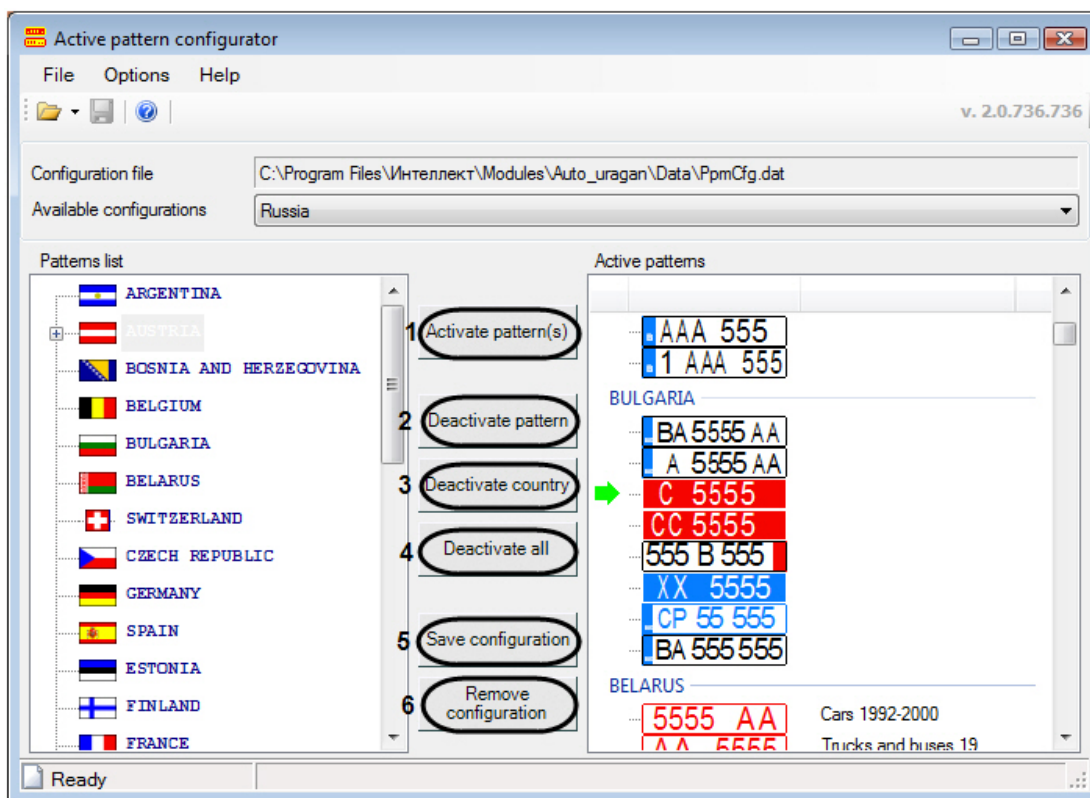 Active pattern configurator
File Options Help
v. 2.0.736.736
Configuration file C:\Program Files\Интеллект\Modules\Auto_uragan\Data\PpmCfg.dat
Available configurations Russia
Patterns list
ARGENTINA
AUSTRIA
BOSNIA AND HERZEGOVINA
BELGIUM
BULGARIA
BELARUS
SWITZERLAND
CZECH REPUBLIC
GERMANY
SPAIN
ESTONIA
FINLAND
FRANCE
1 Activate pattern(s)
2 Deactivate pattern
3 Deactivate country
4 Deactivate all
5 Save configuration
6 Remove
configuration
Active patterns
AAA 555
1 AAA 555
BULGARIA
BA 5555 AA
A 5555 AA
C 5555
CC 5555
555 B 555
XX 5555
CP 55 555
BA 555 555
BELARUS
5555 AA Cars 1992-2000
AA 5555 Trucks and buses 19
Ready